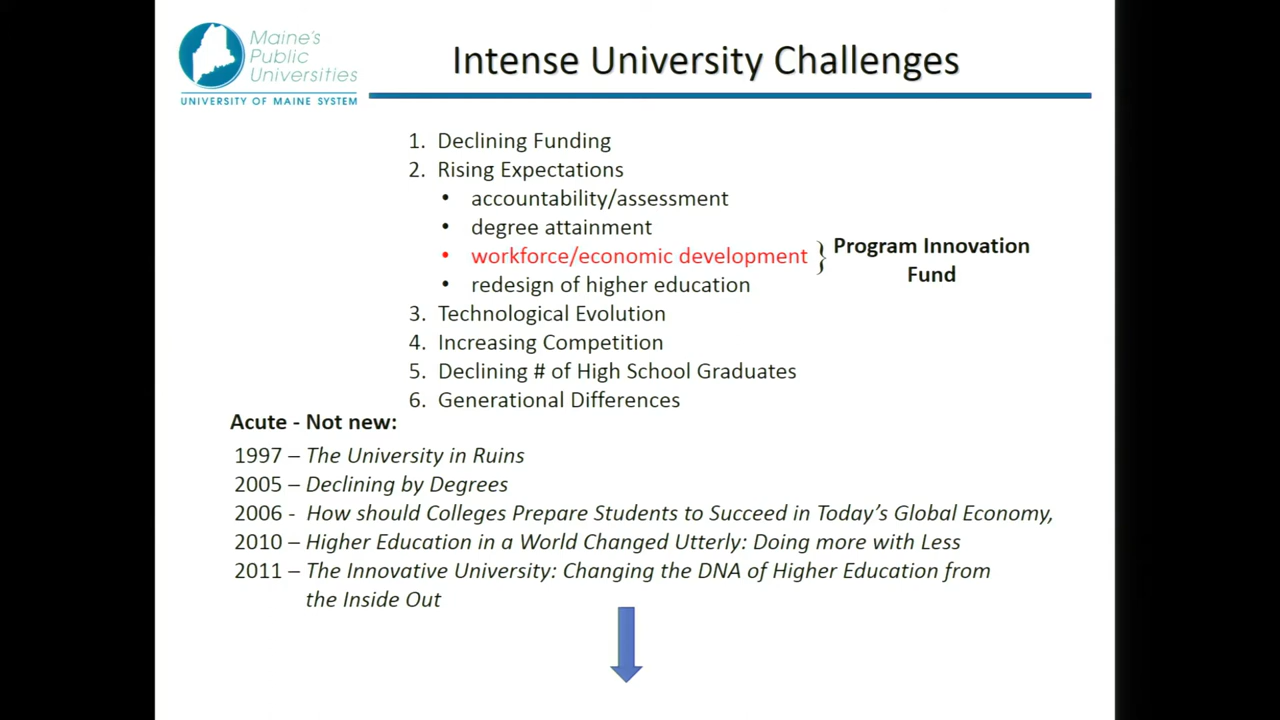 Maine's
Public
Universities
UNIVERSITY OF MAINE SYSTEM
Intense University Challenges
1. Declining Funding
2. Rising Expectations
• accountability/assessment
• degree attainment
• workforce/economic development } Program Innovation
Fund
• redesign of higher education
3. Technological Evolution
4. Increasing Competition
5. Declining # of High School Graduates
6. Generational Differences
Acute - Not new:
1997 – The University in Ruins
2005 – Declining by Degrees
2006 - How should Colleges Prepare Students to Succeed in Today's Global Economy,
2010 – Higher Education in a World Changed Utterly: Doing more with Less
2011 – The Innovative University: Changing the DNA of Higher Education from
the Inside Out